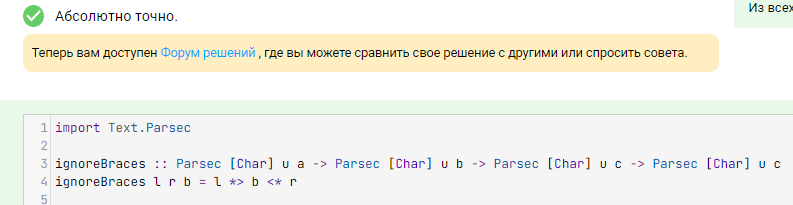 Абсолютно точно.
Из всех
Теперь вам доступен Форум решений , где вы можете сравнить свое решение с другими или спросить совета.
1 import Text.Parsec
2
3 ignoreBraces :: Parsec [Char] u a -> Parsec [Char] u b -> Parsec [Char] u c -> Parsec [Char] u c
4 ignoreBraces l r b = l *> b <* r
5